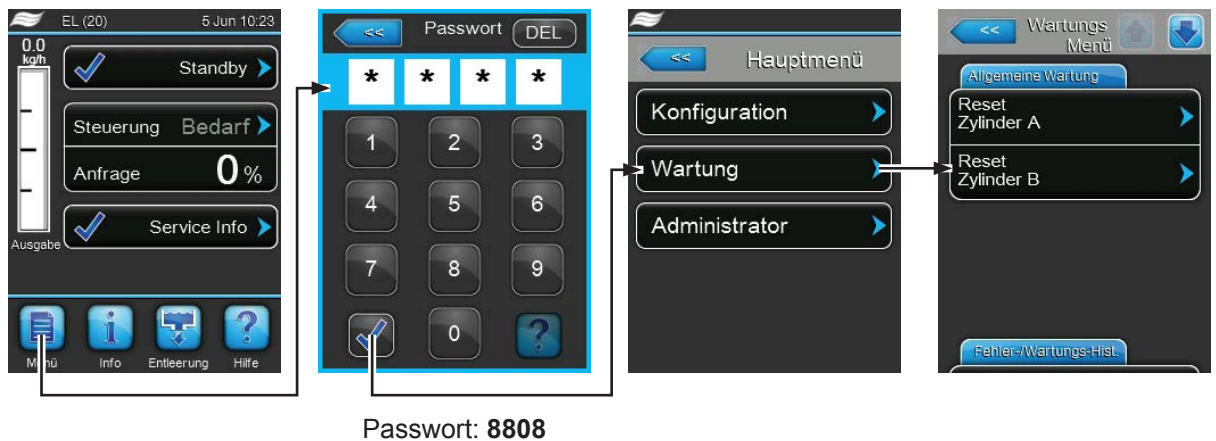 EL (20) 5 Jun 10:23
0.0
kg/h
Standby
Steuerung Bedarf
Anfrage 0 %
Service Info
Ausgabe
Menü Info Entleerung Hilfe
<< Passwort DEL
* * * *
1 2 3
4 5 6
7 8 9
0 ?
Passwort: 8808
<< Hauptmenü
Konfiguration
Wartung
Administrator
<< Wartungs
Menü
Allgemeine Wartung
Reset
Zylinder A
Reset
Zylinder B
Fehler-/Wartungs-Hist.